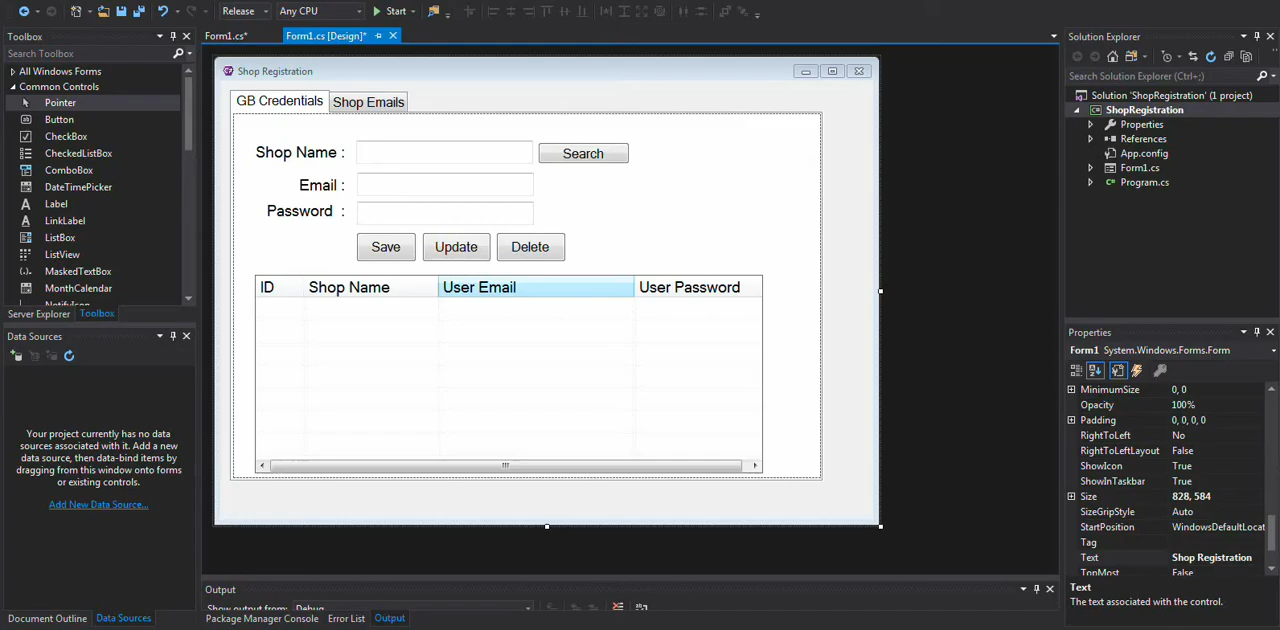 Release
Any CPU
Start
Toolbox
Search Toolbox
All Windows Forms
Common Controls
Pointer
Button
CheckBox
CheckedListBox
ComboBox
DateTimePicker
Label
LinkLabel
ListBox
ListView
MaskedTextBox
MonthCalendar
NotifyIcon
Server Explorer
Toolbox
Data Sources
Your project currently has no data
sources associated with it. Add a new
data source, then data-bind items by
dragging from this window onto forms
or existing controls.
Add New Data Source...
Document Outline
Data Sources
Form1.cs*
Form1.cs [Design]*
Shop Registration
GB Credentials
Shop Emails
Shop Name :
Search
Email :
Password :
Save
Update
Delete
ID
Shop Name
User Email
User Password
Output
Show output from:
Debug
Package Manager Console
Error List
Output
Solution Explorer
Search Solution Explorer (Ctrl+;)
Solution 'ShopRegistration' (1 project)
ShopRegistration
Properties
References
App.config
Form1.cs
Program.cs
Properties
Form1 System.Windows.Forms.Form
MinimumSize 0, 0
Opacity 100%
Padding 0, 0, 0, 0
RightToLeft No
RightToLeftLayout False
ShowIcon True
ShowInTaskbar True
Size 828, 584
SizeGripStyle Auto
StartPosition WindowsDefaultLocat
Tag
Text Shop Registration
TopMost False
Text
The text associated with the control.